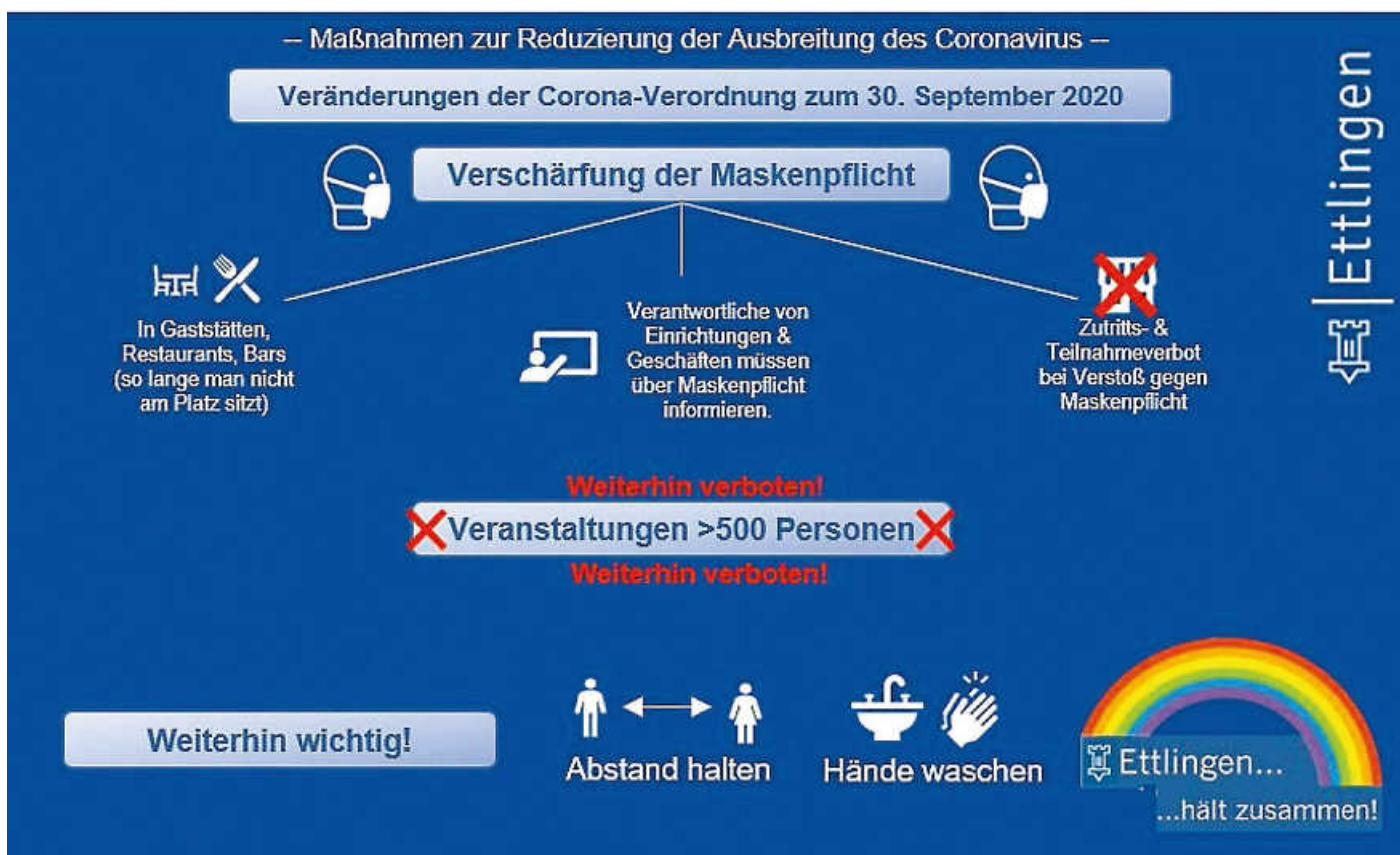 – Maßnahmen zur Reduzierung der Ausbreitung des Coronavirus –
Veränderungen der Corona-Verordnung zum 30. September 2020
Verschärfung der Maskenpflicht
In Gaststätten,
Restaurants, Bars
(so lange man nicht
am Platz sitzt)
Verantwortliche von
Einrichtungen &
Geschäften müssen
über Maskenpflicht
informieren.
Zutritts- &
Teilnahmeverbot
bei Verstoß gegen
Maskenpflicht
Ettlingen
Weiterhin verboten!
Veranstaltungen >500 Personen
Weiterhin verboten!
Weiterhin wichtig!
Abstand halten
Hände waschen
Ettlingen...
...hält zusammen!